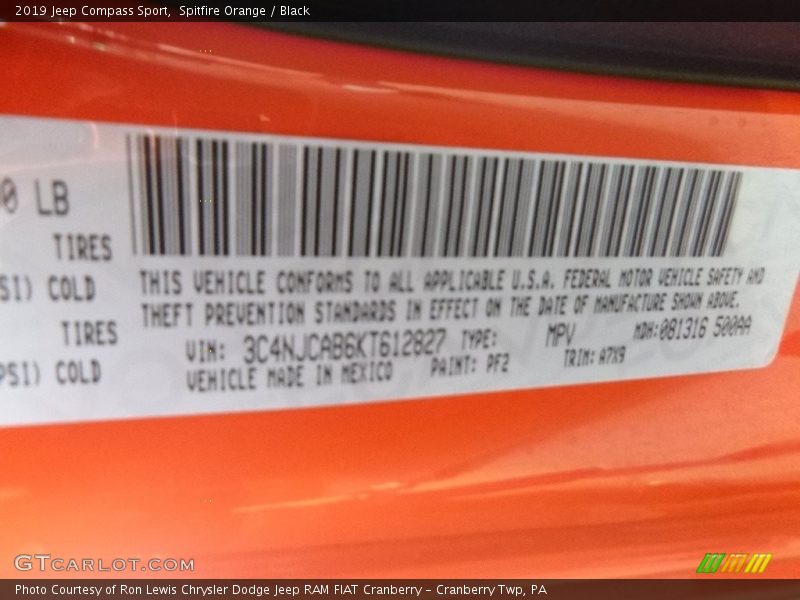 2019 Jeep Compass Sport, Spitfire Orange / Black
0 LB
TIRES
SI) COLD
TIRES
PSI) COLD
THIS VEHICLE CONFORMS TO ALL APPLICABLE U.S.A. FEDERAL MOTOR VEHICLE SAFETY AND
THEFT PREVENTION STANDARDS IN EFFECT ON THE DATE OF MANUFACTURE SHOWN ABOVE.
VIN: 3C4NJCAB6KT612827 TYPE: MPV MDH:081316 500AA
VEHICLE MADE IN MEXICO PAINT: PF2 TRIM: A7X9
GTCARLOT.COM
Photo Courtesy of Ron Lewis Chrysler Dodge Jeep RAM FIAT Cranberry – Cranberry Twp, PA